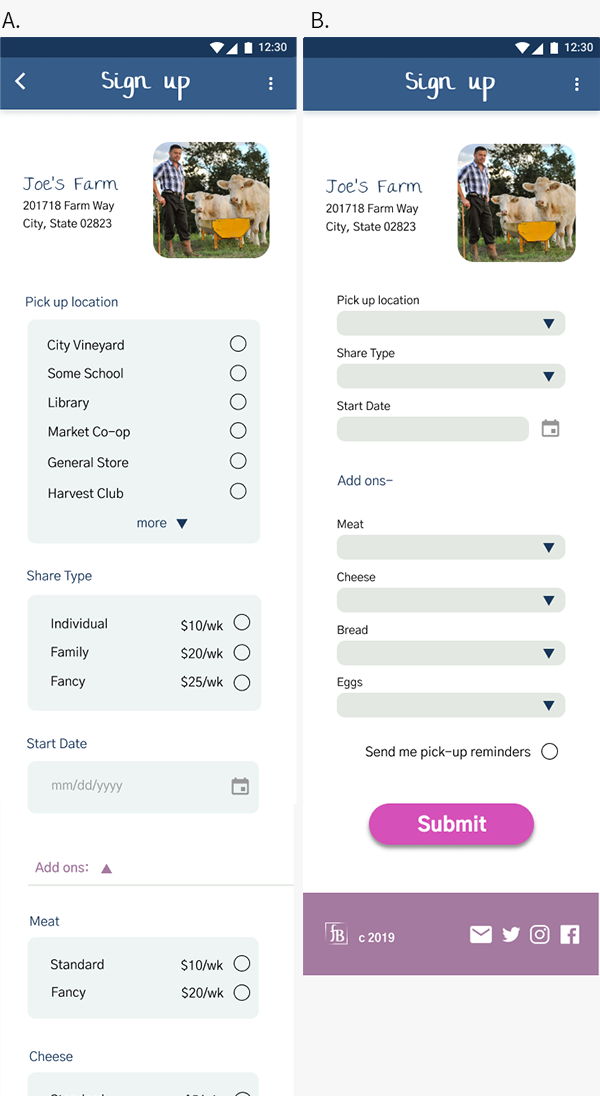 A.
12:30
Sign up
Joe's Farm
201718 Farm Way
City, State 02823
Pick up location
City Vineyard
Some School
Library
Market Co-op
General Store
Harvest Club
more
Share Type
Individual $10/wk
Family $20/wk
Fancy $25/wk
Start Date
mm/dd/yyyy
Add ons:
Meat
Standard $10/wk
Fancy $20/wk
Cheese
B.
12:30
Sign up
Joe's Farm
201718 Farm Way
City, State 02823
Pick up location
Share Type
Start Date
Add ons-
Meat
Cheese
Bread
Eggs
Send me pick-up reminders
Submit
fB c 2019